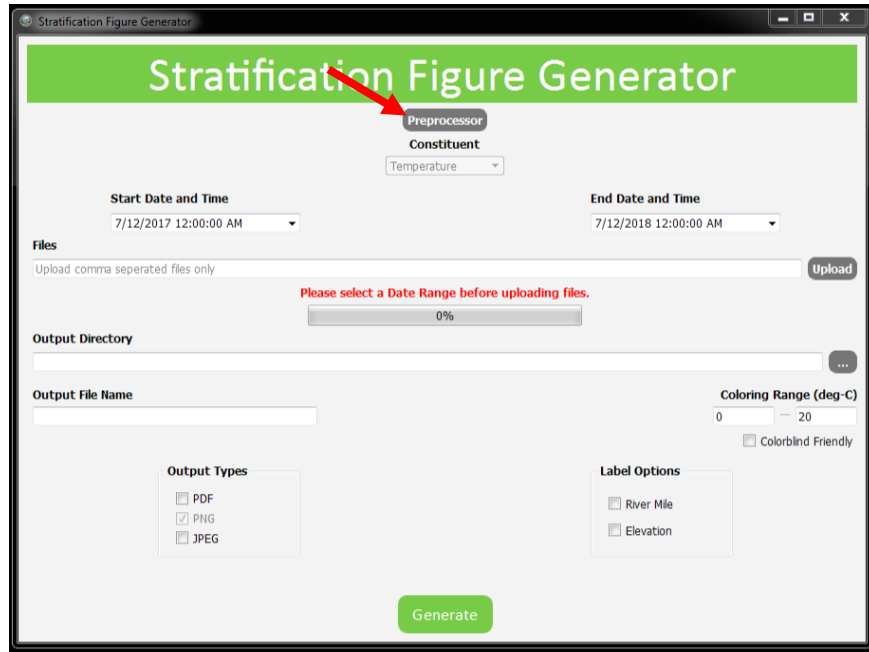 Stratification Figure Generator
Stratification Figure Generator
Preprocessor
Constituent
Temperature
Start Date and Time
End Date and Time
7/12/2017 12:00:00 AM
7/12/2018 12:00:00 AM
Files
Upload comma seperated files only
Upload
Please select a Date Range before uploading files.
0%
Output Directory
...
Output File Name
Coloring Range (deg-C)
0 — 20
Colorblind Friendly
Output Types
Label Options
PDF
PNG
JPEG
River Mile
Elevation
Generate